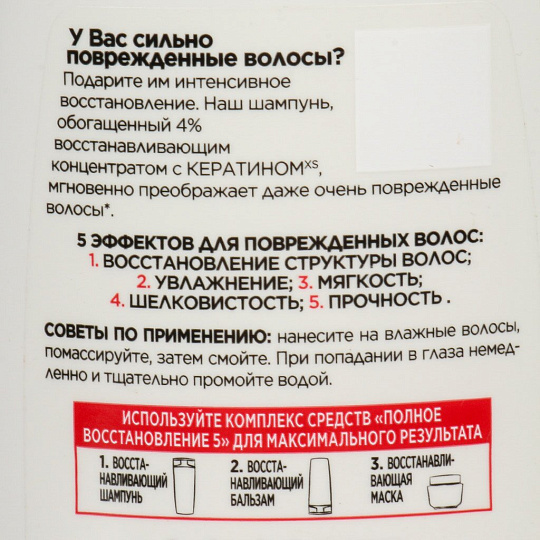 У Вас сильно
поврежденные волосы?
Подарите им интенсивное
восстановление. Наш шампунь,
обогащенный 4%
восстанавливающим
концентратом с КЕРАТИНОМXS,
мгновенно преображает даже очень поврежденные
волосы*.
5 ЭФФЕКТОВ ДЛЯ ПОВРЕЖДЕННЫХ ВОЛОС:
1. ВОССТАНОВЛЕНИЕ СТРУКТУРЫ ВОЛОС;
2. УВЛАЖНЕНИЕ; 3. МЯГКОСТЬ;
4. ШЕЛКОВИСТОСТЬ; 5. ПРОЧНОСТЬ .
СОВЕТЫ ПО ПРИМЕНЕНИЮ: нанесите на влажные волосы,
помассируйте, затем смойте. При попадании в глаза немед-
ленно и тщательно промойте водой.
ИСПОЛЬЗУЙТЕ КОМПЛЕКС СРЕДСТВ «ПОЛНОЕ
ВОССТАНОВЛЕНИЕ 5» ДЛЯ МАКСИМАЛЬНОГО РЕЗУЛЬТАТА
1. ВОССТА-
НАВЛИВАЮЩИЙ
ШАМПУНЬ
2. ВОССТА-
НАВЛИВАЮЩИЙ
БАЛЬЗАМ
3. ВОССТАНАВЛИ-
ВАЮЩАЯ
МАСКА